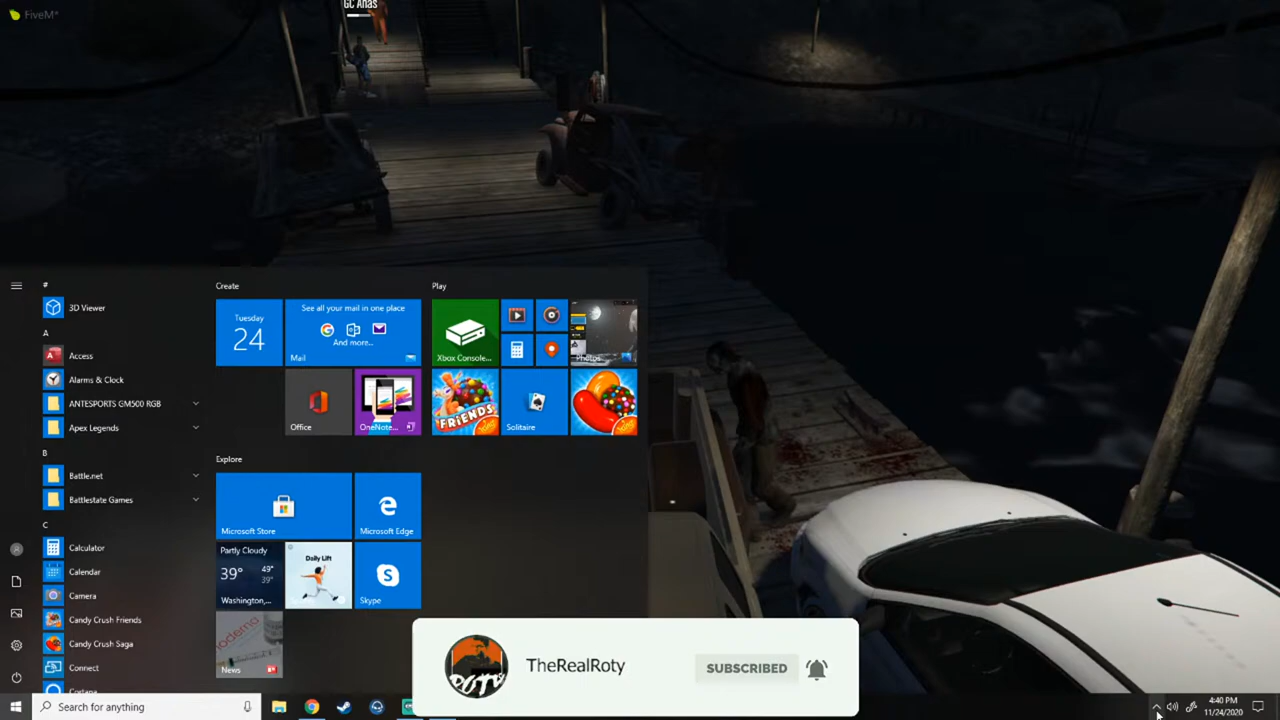 FiveM*
GC Anas
#
3D Viewer
A
Access
Alarms & Clock
ANTESPORTS GM500 RGB
Apex Legends
B
Battle.net
Battlestate Games
C
Calculator
Calendar
Camera
Candy Crush Friends
Candy Crush Saga
Connect
Cortana
Create
Tuesday
24
See all your mail in one place
And more...
Mail
Office
OneNote...
Play
Xbox Console...
Photos
FRIENDS
Solitaire
Explore
Microsoft Store
Microsoft Edge
Partly Cloudy
39° 49°
39°
Washington,...
Daily Lift
Skype
News
ROTY
TheRealRoty
SUBSCRIBED
Search for anything
4:40 PM
11/24/2020